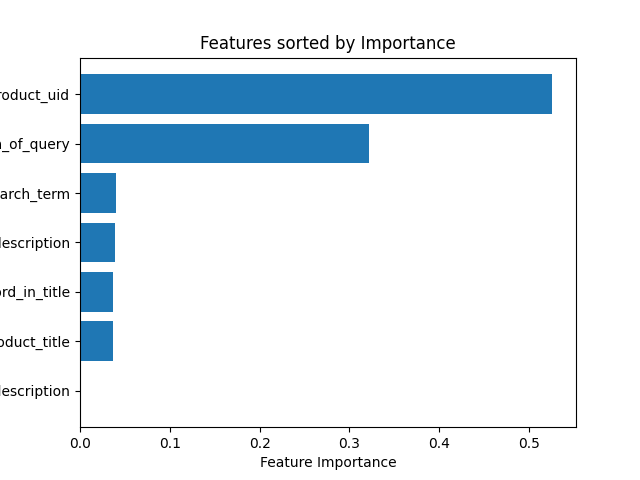 Features sorted by Importance
roduct_uid
_of_query
arch_term
description
ord_in_title
oduct_title
description
0.0 0.1 0.2 0.3 0.4 0.5
Feature Importance